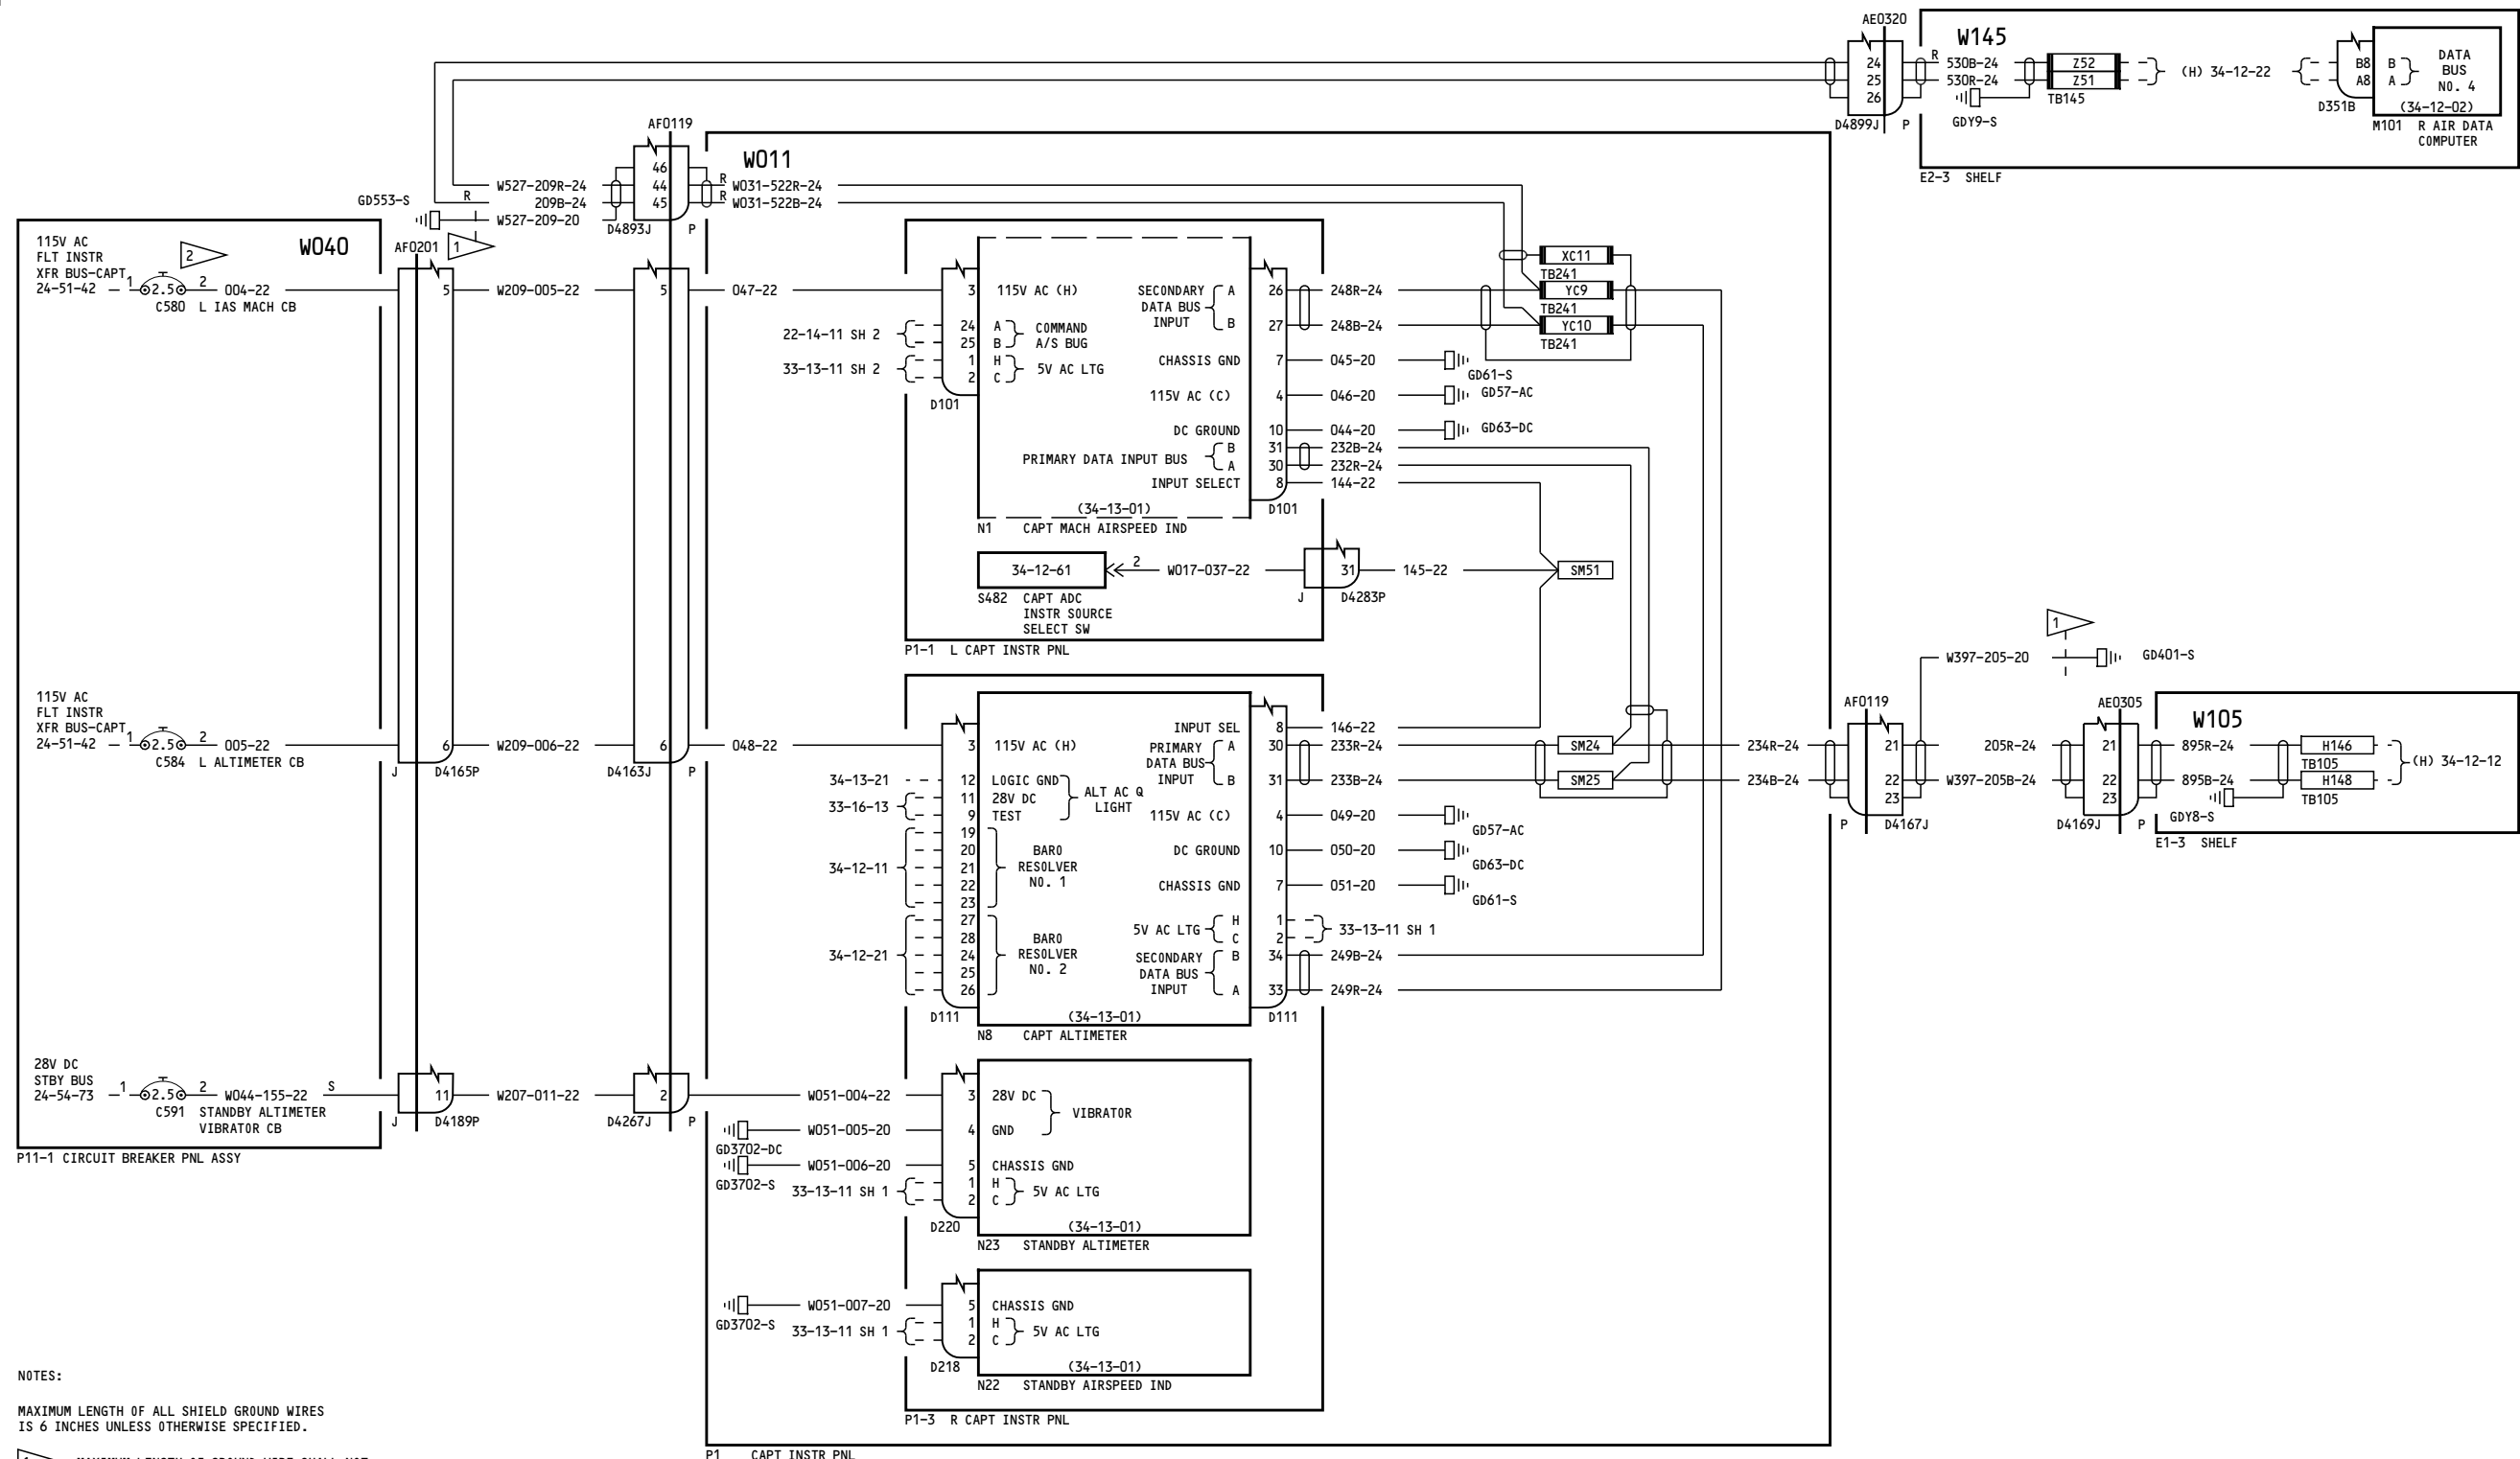 AE0320
W145
24
25
26
R
530B-24
530R-24
Z52
Z51
TB145
GDY9-S
(H) 34-12-22
B8
A8
B
A
DATA
BUS
NO. 4
(34-12-02)
D351B
D4899J
P
M101 R AIR DATA
COMPUTER
E2-3 SHELF
AF0119
W011
46
44
45
W527-209R-24
R
209B-24
GD553-S
W527-209-20
D4893J
P
R W031-522R-24
R W031-522B-24
1
115V AC
FLT INSTR
XFR BUS-CAPT
24-51-42
2
W040
AF0201
1
2.5
2
004-22
C580 L IAS MACH CB
5
W209-005-22
5
047-22
3
115V AC (H)
22-14-11 SH 2
24
25
A
B
COMMAND
A/S BUG
33-13-11 SH 2
1
2
H
C
5V AC LTG
D101
SECONDARY
DATA BUS
INPUT
A
B
26
27
248R-24
248B-24
CHASSIS GND
7
045-20
GD61-S
115V AC (C)
4
046-20
GD57-AC
DC GROUND
10
044-20
GD63-DC
PRIMARY DATA INPUT BUS
B
A
31
30
232B-24
232R-24
INPUT SELECT
8
144-22
(34-13-01)
D101
N1 CAPT MACH AIRSPEED IND
XC11
TB241
YC9
TB241
YC10
TB241
34-12-61
2
W017-037-22
31
145-22
SM51
S482 CAPT ADC
INSTR SOURCE
SELECT SW
J
D4283P
P1-1 L CAPT INSTR PNL
1
W397-205-20
GD401-S
115V AC
FLT INSTR
XFR BUS-CAPT
24-51-42
1
2.5
2
005-22
C584 L ALTIMETER CB
6
J
D4165P
W209-006-22
6
D4163J
P
048-22
3
115V AC (H)
34-13-21
12
LOGIC GND
33-16-13
11
9
28V DC
TEST
ALT AC Q
LIGHT
34-12-11
19
20
21
22
23
BARO
RESOLVER
NO. 1
34-12-21
27
28
24
25
26
BARO
RESOLVER
NO. 2
D111
INPUT SEL
8
146-22
PRIMARY
DATA BUS
INPUT
A
B
30
31
233R-24
233B-24
SM24
SM25
234R-24
234B-24
115V AC (C)
4
049-20
GD57-AC
DC GROUND
10
050-20
GD63-DC
CHASSIS GND
7
051-20
GD61-S
5V AC LTG
H
C
1
2
33-13-11 SH 1
SECONDARY
DATA BUS
INPUT
B
A
34
33
249B-24
249R-24
(34-13-01)
D111
N8 CAPT ALTIMETER
AF0119
21
22
23
P
D4167J
205R-24
W397-205B-24
AE0305
21
22
23
D4169J
P
W105
895R-24
895B-24
H146
TB105
H148
TB105
(H) 34-12-12
GDY8-S
E1-3 SHELF
28V DC
STBY BUS
24-54-73
1
2.5
2
W044-155-22
S
C591 STANDBY ALTIMETER
VIBRATOR CB
11
J
D4189P
W207-011-22
2
D4267J
P
P11-1 CIRCUIT BREAKER PNL ASSY
W051-004-22
3
28V DC
VIBRATOR
W051-005-20
4
GND
GD3702-DC
W051-006-20
5
CHASSIS GND
GD3702-S
33-13-11 SH 1
1
2
H
C
5V AC LTG
D220
(34-13-01)
N23 STANDBY ALTIMETER
W051-007-20
5
CHASSIS GND
GD3702-S
33-13-11 SH 1
1
2
H
C
5V AC LTG
D218
(34-13-01)
N22 STANDBY AIRSPEED IND
P1-3 R CAPT INSTR PNL
P1 CAPT INSTR PNL
NOTES:
MAXIMUM LENGTH OF ALL SHIELD GROUND WIRES
IS 6 INCHES UNLESS OTHERWISE SPECIFIED.
MAXIMUM LENGTH OF GROUND WIRE SHALL NOT